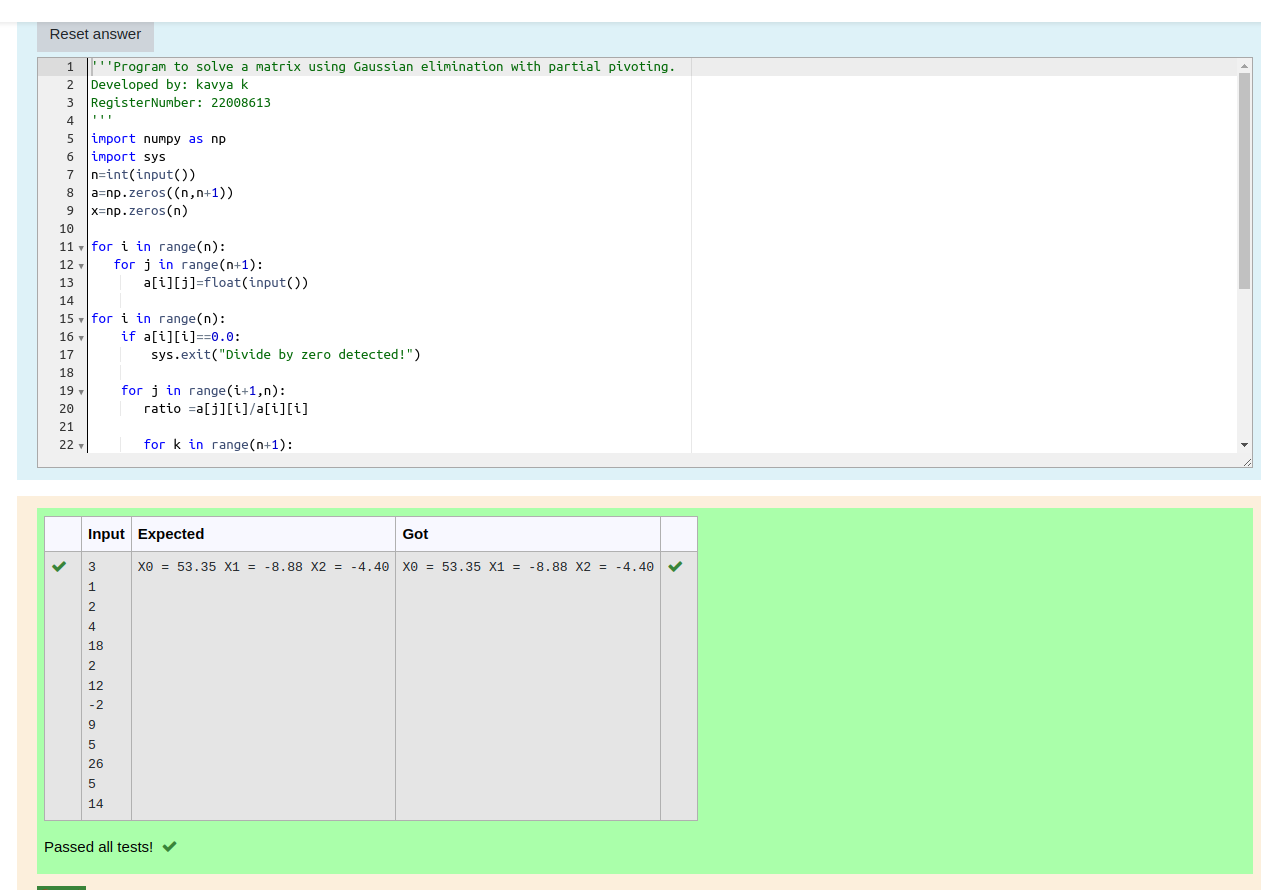 Reset answer
1 '''Program to solve a matrix using Gaussian elimination with partial pivoting.
2 Developed by: kavya k
3 RegisterNumber: 22008613
4 '''
5 import numpy as np
6 import sys
7 n=int(input())
8 a=np.zeros((n,n+1))
9 x=np.zeros(n)
10
11 for i in range(n):
12    for j in range(n+1):
13        a[i][j]=float(input())
14
15 for i in range(n):
16     if a[i][i]==0.0:
17         sys.exit("Divide by zero detected!")
18
19     for j in range(i+1,n):
20        ratio =a[j][i]/a[i][i]
21
22        for k in range(n+1):
Input Expected Got
3 X0 = 53.35 X1 = -8.88 X2 = -4.40 X0 = 53.35 X1 = -8.88 X2 = -4.40
1
2
4
18
2
12
-2
9
5
26
5
14
Passed all tests!